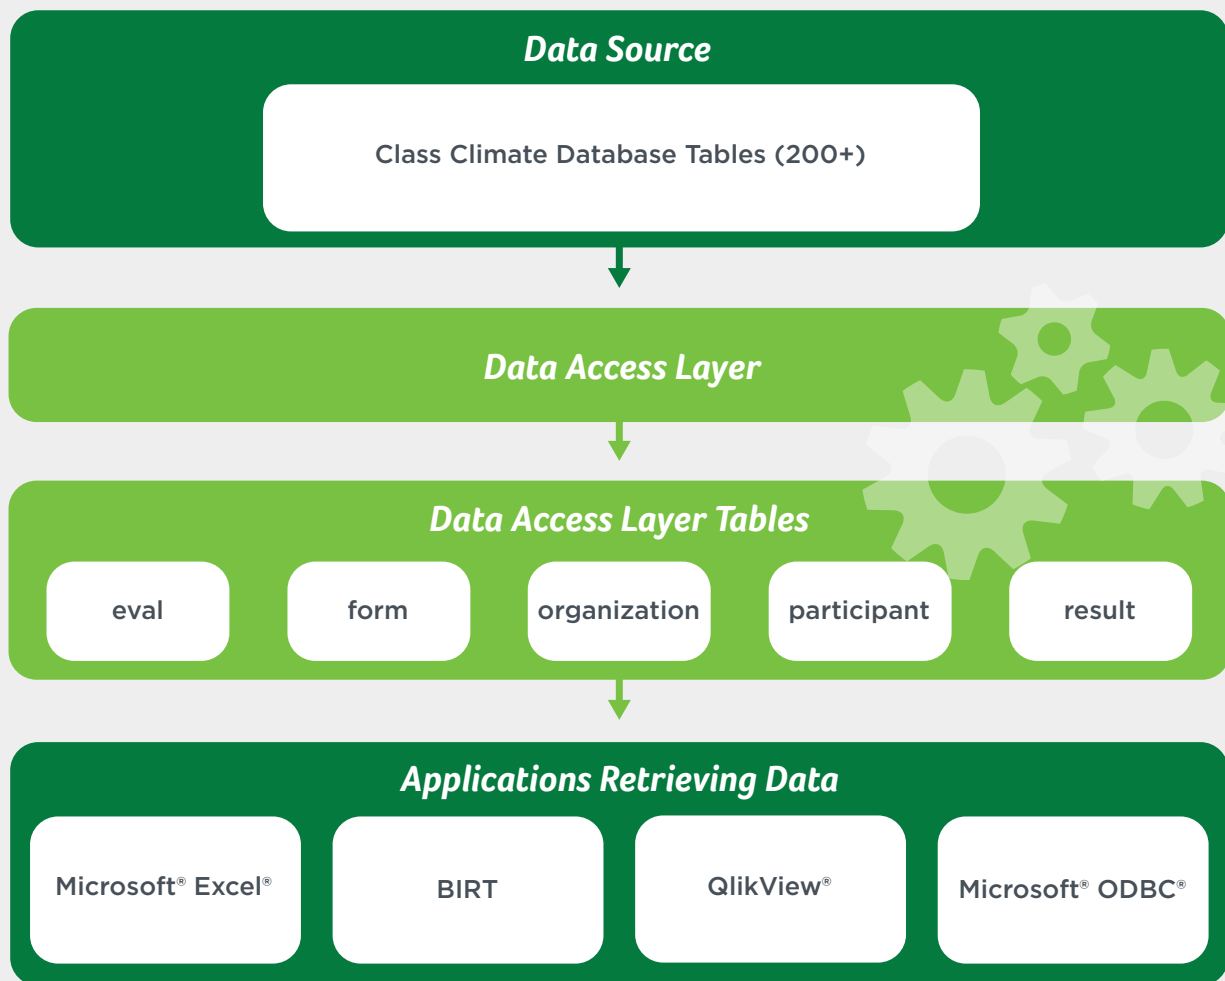 Data Source
Class Climate Database Tables (200+)
Data Access Layer
Data Access Layer Tables
eval
form
organization
participant
result
Applications Retrieving Data
Microsoft® Excel®
BIRT
QlikView®
Microsoft® ODBC®